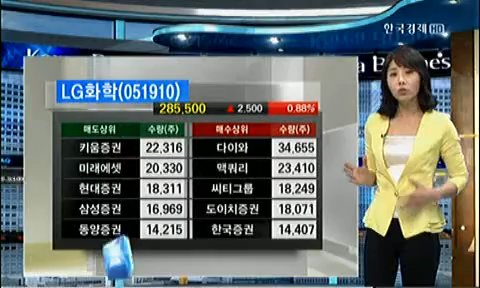 한국경제 HD
LG화학(051910)
285,500 ▲ 2,500 0.88%
매도상위 수량(주) 매수상위 수량(주)
키움증권 22,316 다이와 34,655
미래에셋 20,330 맥쿼리 23,410
현대증권 18,311 씨티그룹 18,249
삼성증권 16,969 도이치증권 18,071
동양증권 14,215 한국증권 14,407